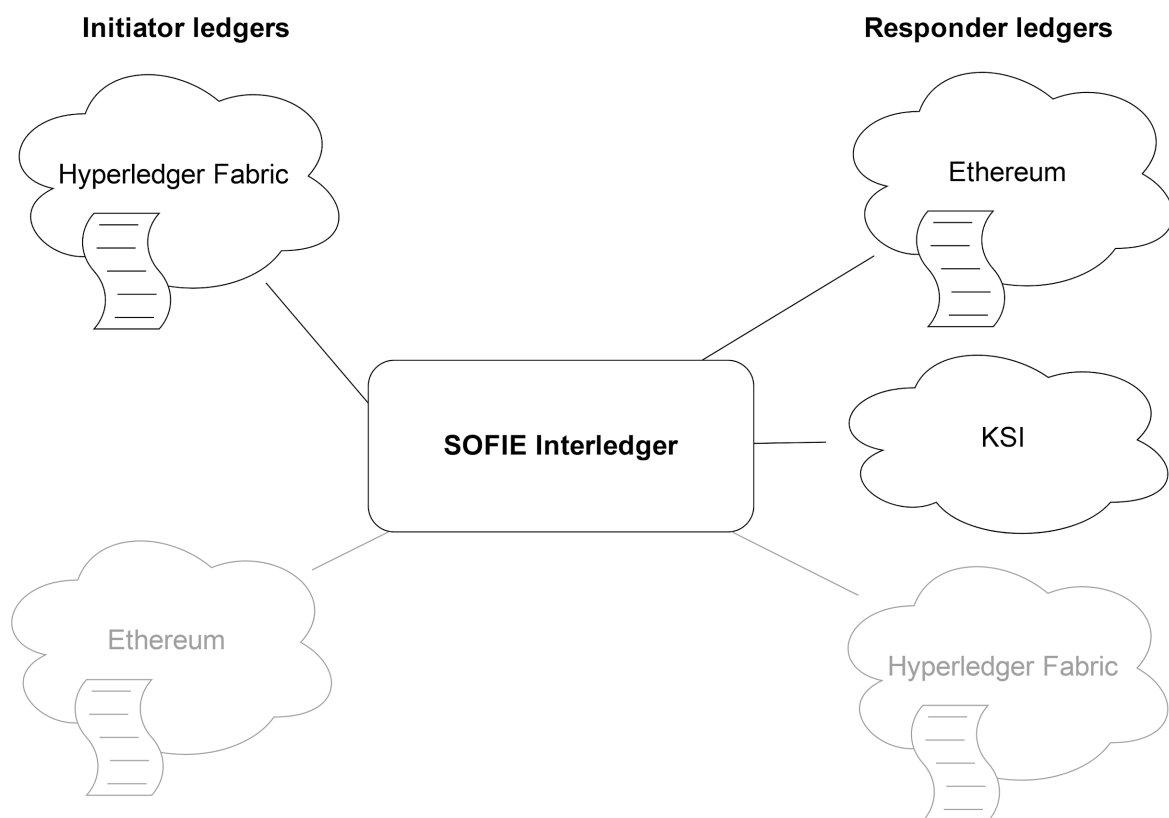 Initiator ledgers
Responder ledgers
Hyperledger Fabric
Ethereum
SOFIE Interledger
KSI
Ethereum
Hyperledger Fabric